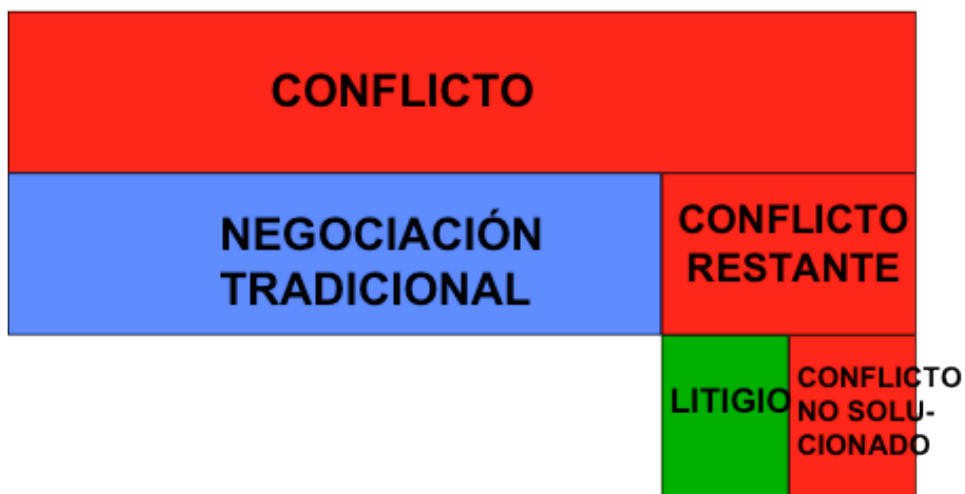 CONFLICTO
NEGOCIACIÓN
TRADICIONAL
CONFLICTO
RESTANTE
LITIGIO
CONFLICTO
NO SOLU-
CIONADO